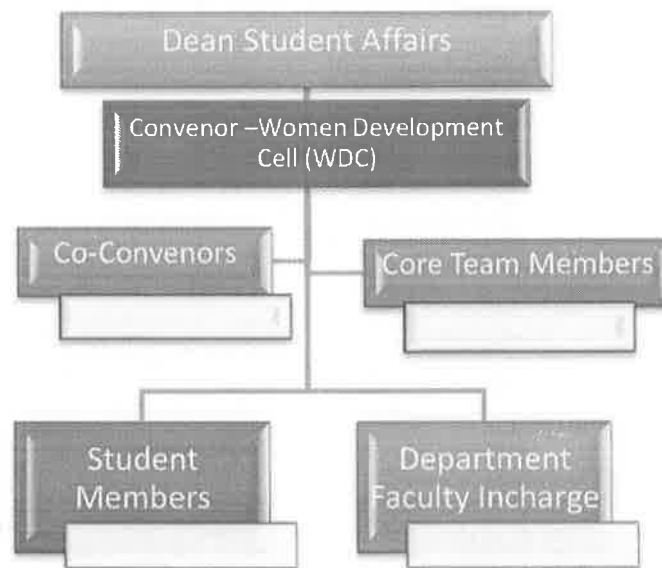 Dean Student Affairs
Convenor –Women Development
Cell (WDC)
Co-Convenors
Core Team Members
Student
Members
Department
Faculty Incharge